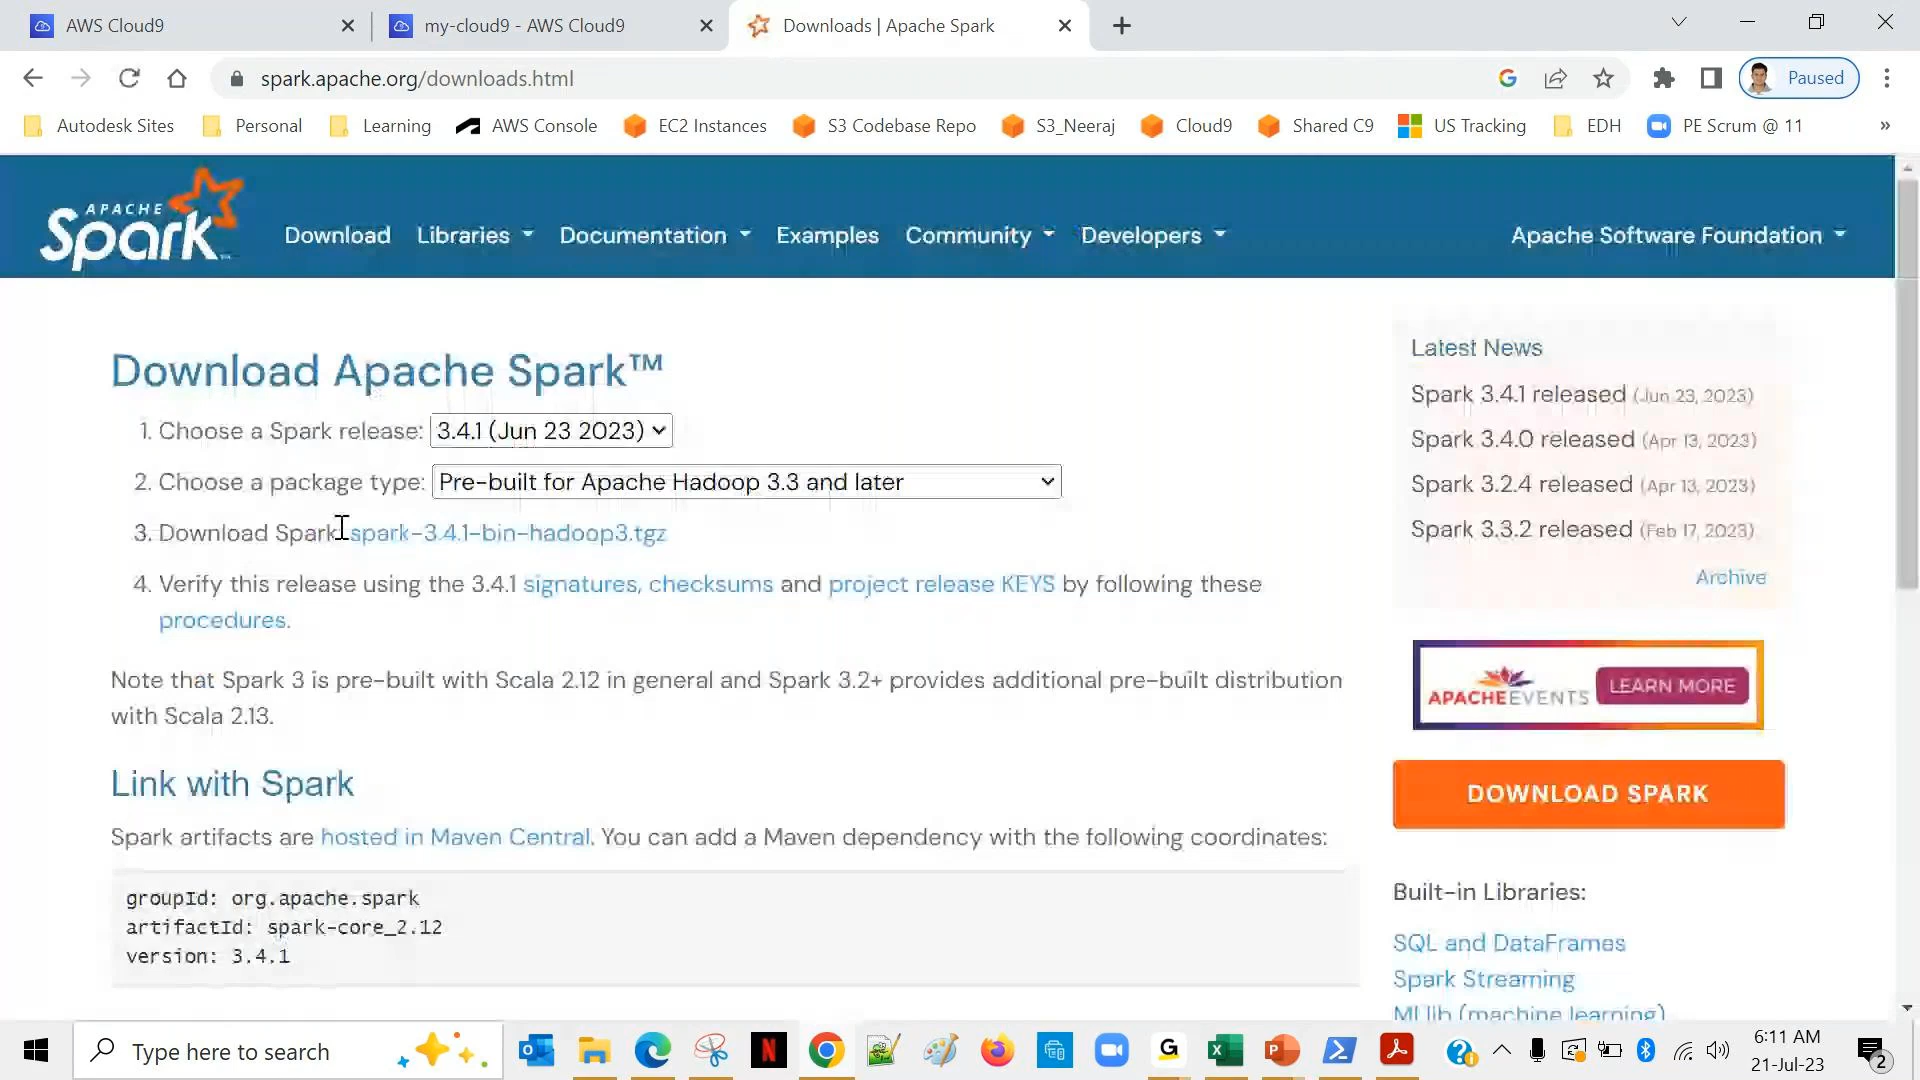 AWS Cloud9
my-cloud9 - AWS Cloud9
Downloads | Apache Spark
spark.apache.org/downloads.html
G
Paused
Autodesk Sites
Personal
Learning
AWS Console
EC2 Instances
S3 Codebase Repo
S3_Neeraj
Cloud9
Shared C9
US Tracking
EDH
PE Scrum @ 11
»
APACHE
Spark
Download
Libraries
Documentation
Examples
Community
Developers
Apache Software Foundation
Download Apache Spark™
1. Choose a Spark release: 3.4.1 (Jun 23 2023)
2. Choose a package type: Pre-built for Apache Hadoop 3.3 and later
3. Download Spark: spark-3.4.1-bin-hadoop3.tgz
4. Verify this release using the 3.4.1 signatures, checksums and project release KEYS by following these
procedures.
Note that Spark 3 is pre-built with Scala 2.12 in general and Spark 3.2+ provides additional pre-built distribution
with Scala 2.13.
Link with Spark
Spark artifacts are hosted in Maven Central. You can add a Maven dependency with the following coordinates:
groupId: org.apache.spark
artifactId: spark-core_2.12
version: 3.4.1
Latest News
Spark 3.4.1 released (Jun 23, 2023)
Spark 3.4.0 released (Apr 13, 2023)
Spark 3.2.4 released (Apr 13, 2023)
Spark 3.3.2 released (Feb 17, 2023)
Archive
APACHEEVENTS LEARN MORE
DOWNLOAD SPARK
Built-in Libraries:
SQL and DataFrames
Spark Streaming
MLlib (machine learning)
Type here to search
N
G
6:11 AM
21-Jul-23
2